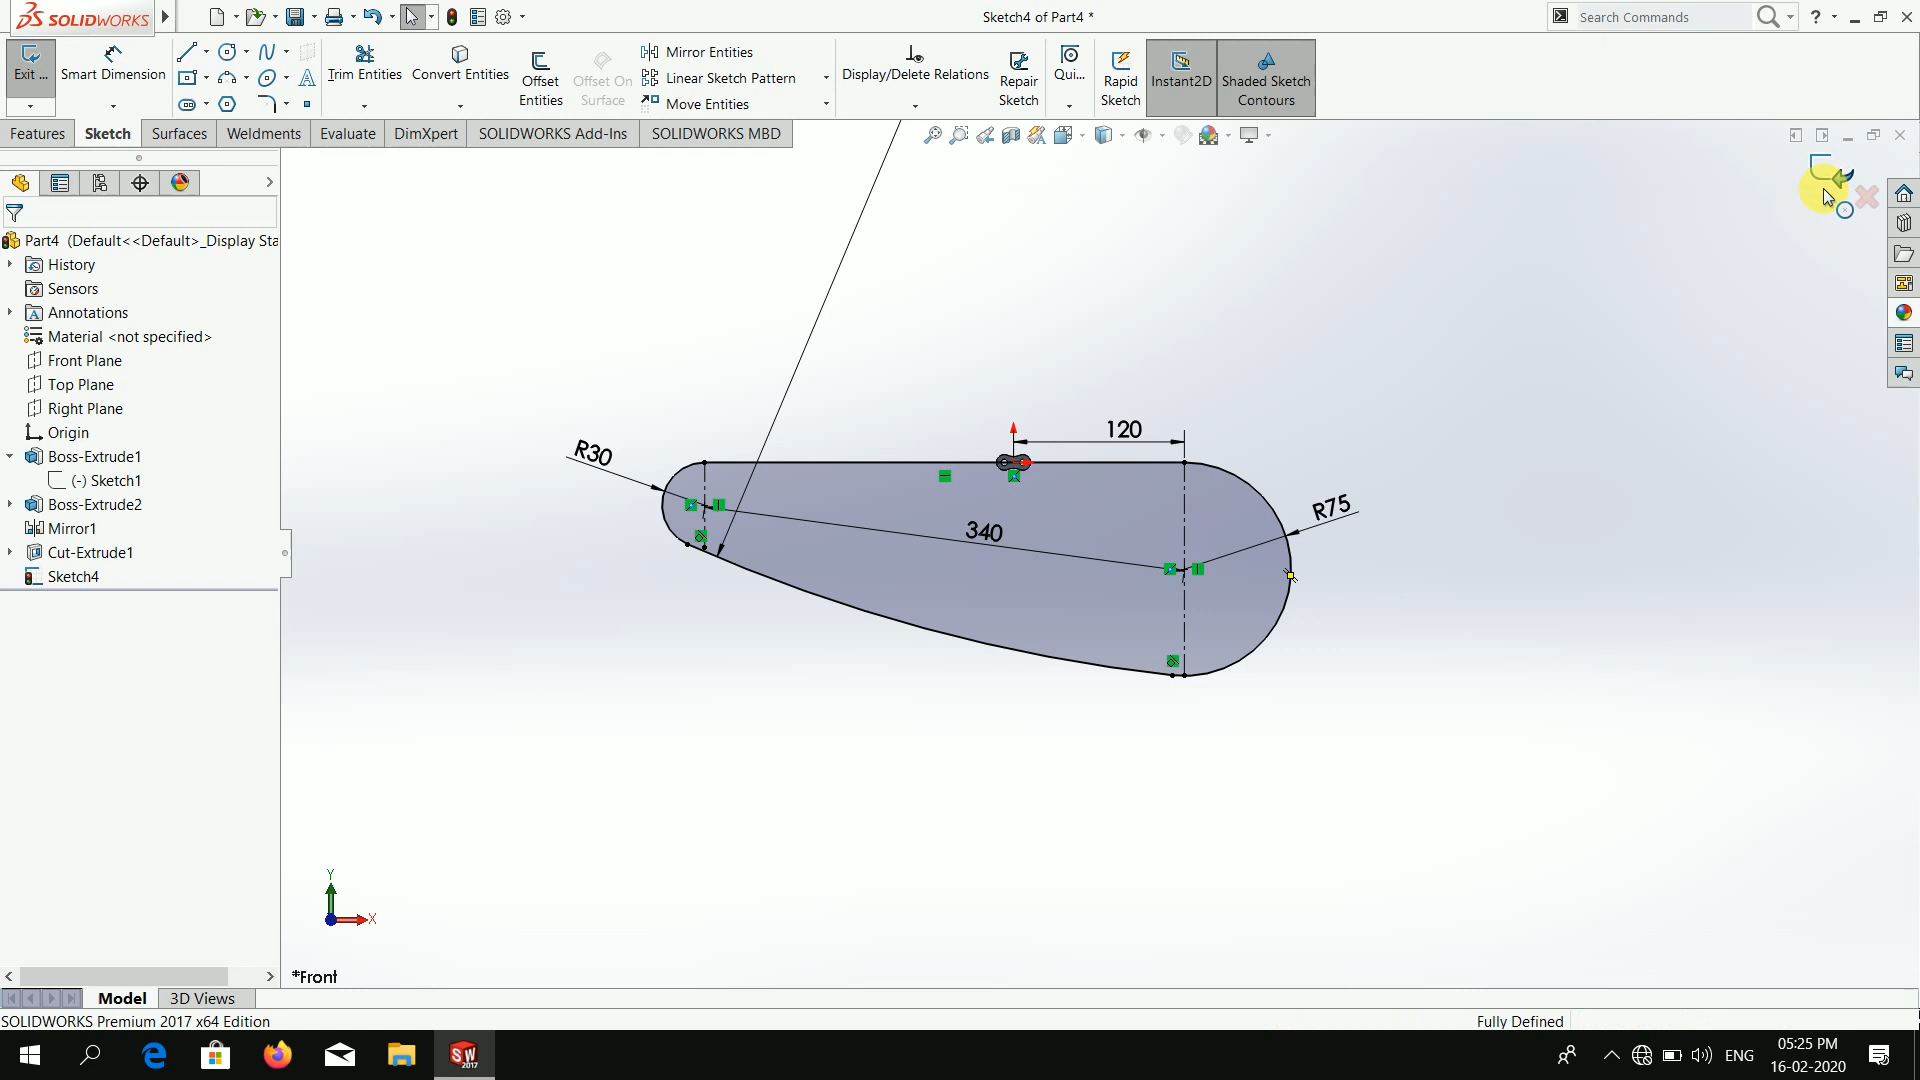 SOLIDWORKS
Sketch4 of Part4 *
Search Commands
Exit ...
Smart Dimension
Trim Entities
Convert Entities
Offset Entities
Offset On Surface
Mirror Entities
Linear Sketch Pattern
Move Entities
Display/Delete Relations
Repair Sketch
Qui...
Rapid Sketch
Instant2D
Shaded Sketch Contours
Features
Sketch
Surfaces
Weldments
Evaluate
DimXpert
SOLIDWORKS Add-Ins
SOLIDWORKS MBD
Part4 (Default<<Default>_Display Sta
History
Sensors
Annotations
Material <not specified>
Front Plane
Top Plane
Right Plane
Origin
Boss-Extrude1
(-) Sketch1
Boss-Extrude2
Mirror1
Cut-Extrude1
Sketch4
120
R30
R75
340
Y
X
*Front
Model
3D Views
SOLIDWORKS Premium 2017 x64 Edition
Fully Defined
SW
2017
ENG
05:25 PM
16-02-2020